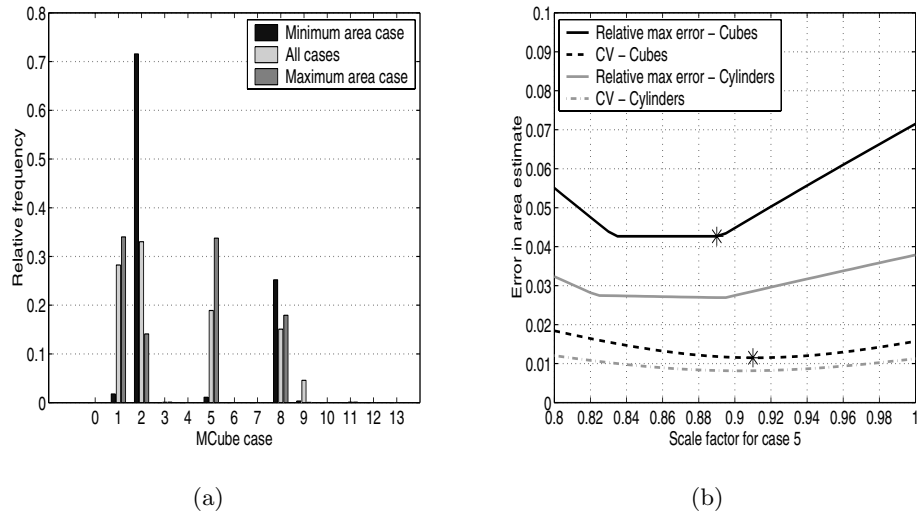 0.8
0.7
0.6
0.5
0.4
0.3
0.2
0.1
0
Relative frequency
Minimum area case
All cases
Maximum area case
0 1 2 3 4 5 6 7 8 9 10 11 12 13
MCube case
(a)
0.1
0.09
0.08
0.07
0.06
0.05
0.04
0.03
0.02
0.01
0
Error in area estimate
Relative max error – Cubes
CV – Cubes
Relative max error – Cylinders
CV – Cylinders
0.8 0.82 0.84 0.86 0.88 0.9 0.92 0.94 0.96 0.98 1
Scale factor for case 5
(b)